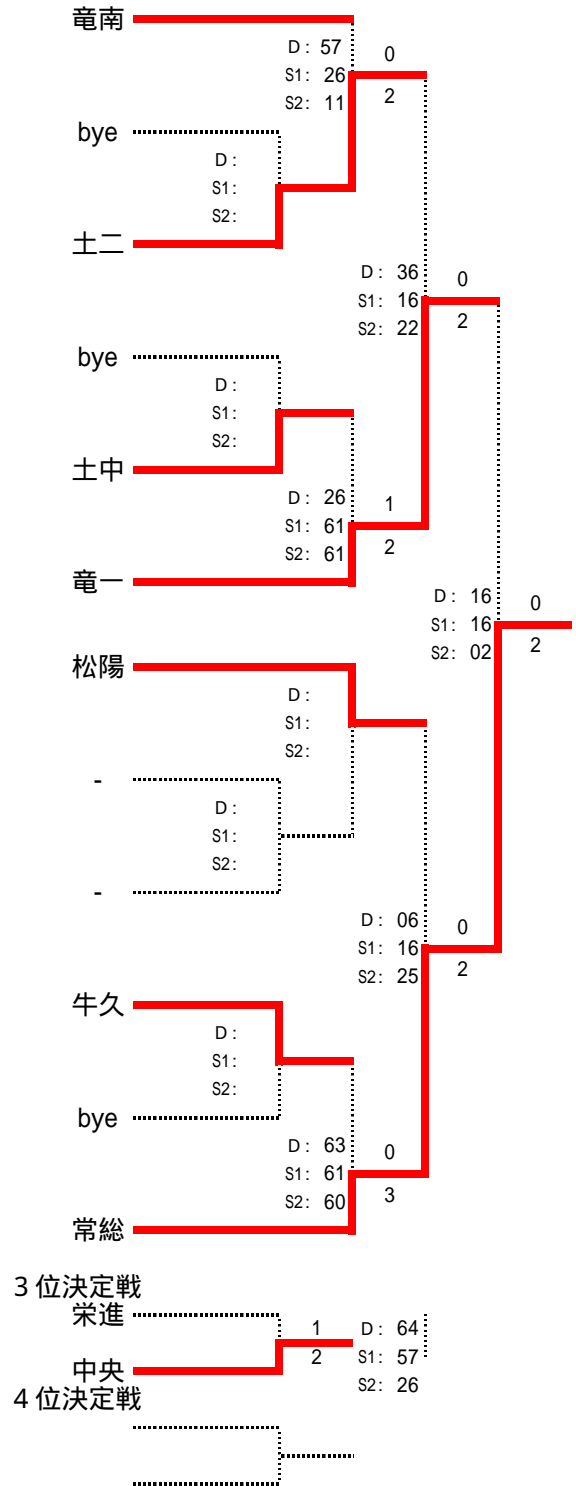 竜南
D: 57
S1: 26
S2: 11
0
2
bye
D:
S1:
S2:
土二
D: 36
S1: 16
S2: 22
0
2
bye
D:
S1:
S2:
土中
D: 26
S1: 61
S2: 61
1
2
竜一
D: 16
S1: 16
S2: 02
0
2
松陽
D:
S1:
S2:
-
D:
S1:
S2:
-
D: 06
S1: 16
S2: 25
0
2
牛久
D:
S1:
S2:
bye
D: 63
S1: 61
S2: 60
0
3
常総
3位決定戦
栄進
1
2
D: 64
S1: 57
S2: 26
中央
4位決定戦